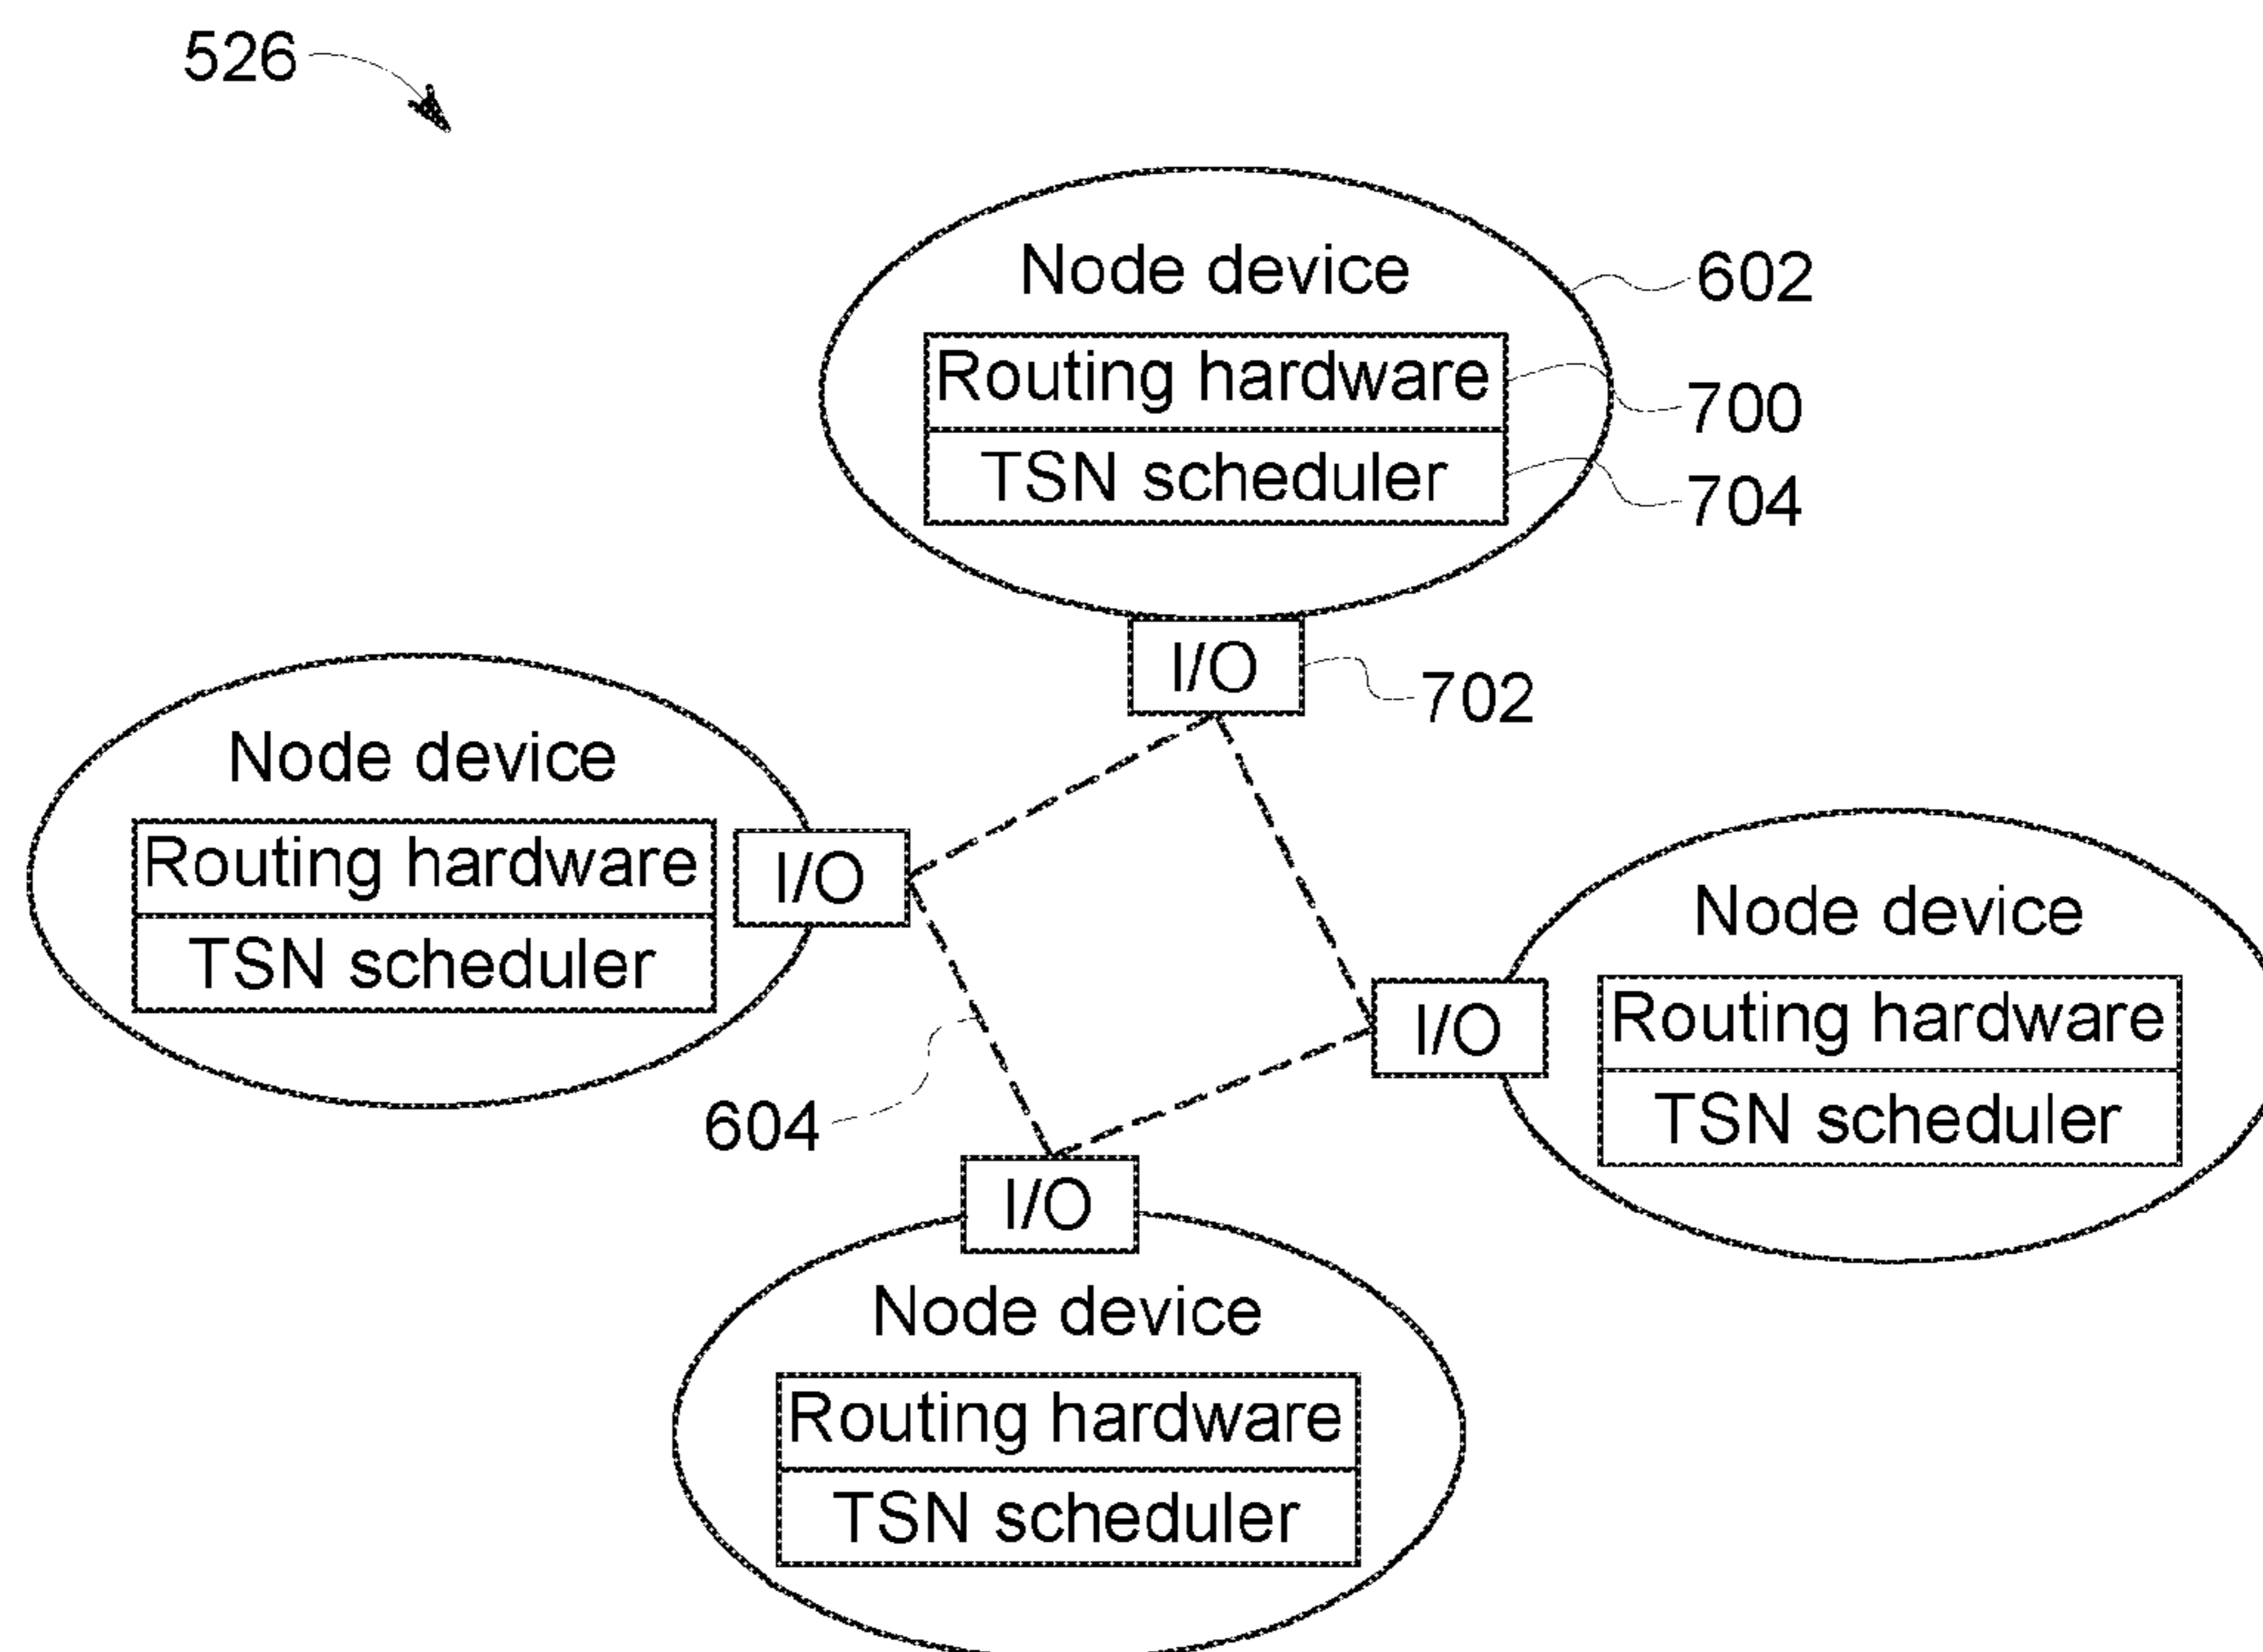 526
Node device
602
Routing hardware
700
TSN scheduler
704
I/O
702
Node device
Routing hardware
I/O
TSN scheduler
Node device
I/O
Routing hardware
TSN scheduler
604
I/O
Node device
Routing hardware
TSN scheduler